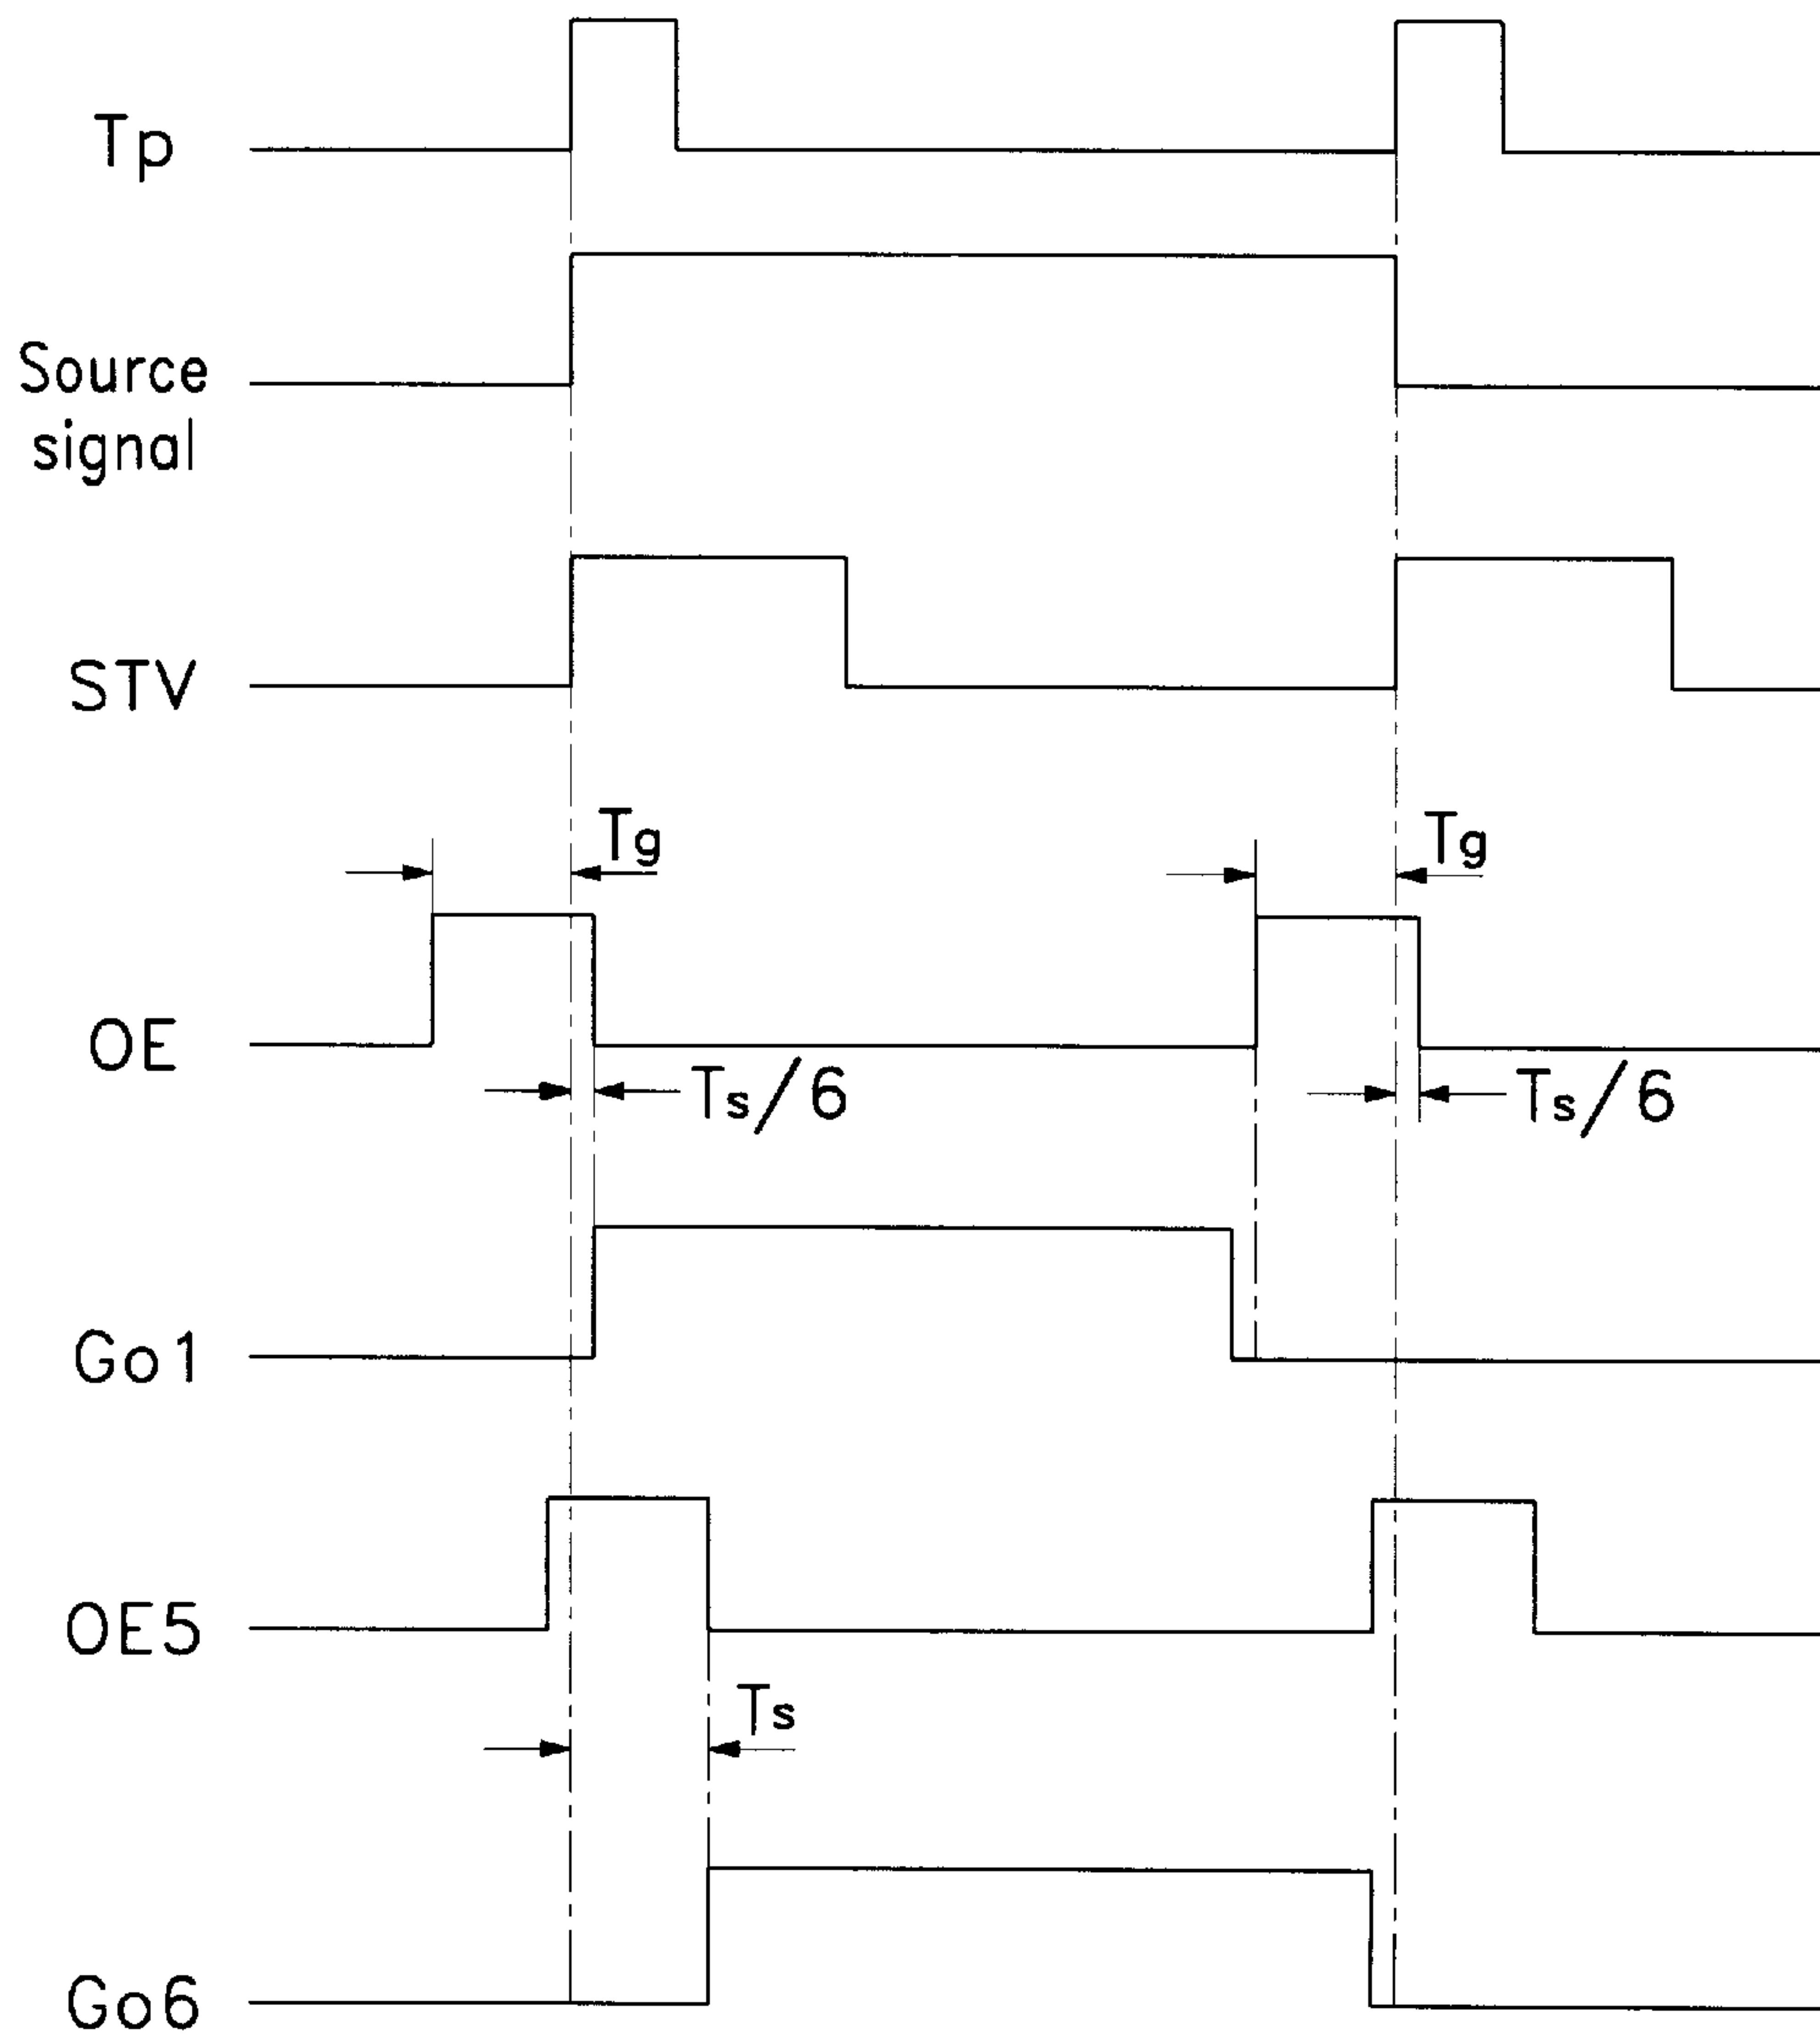 Tp
Source
signal
STV
Tg
Tg
OE
Ts/6
Ts/6
Go1
OE5
Ts
Go6